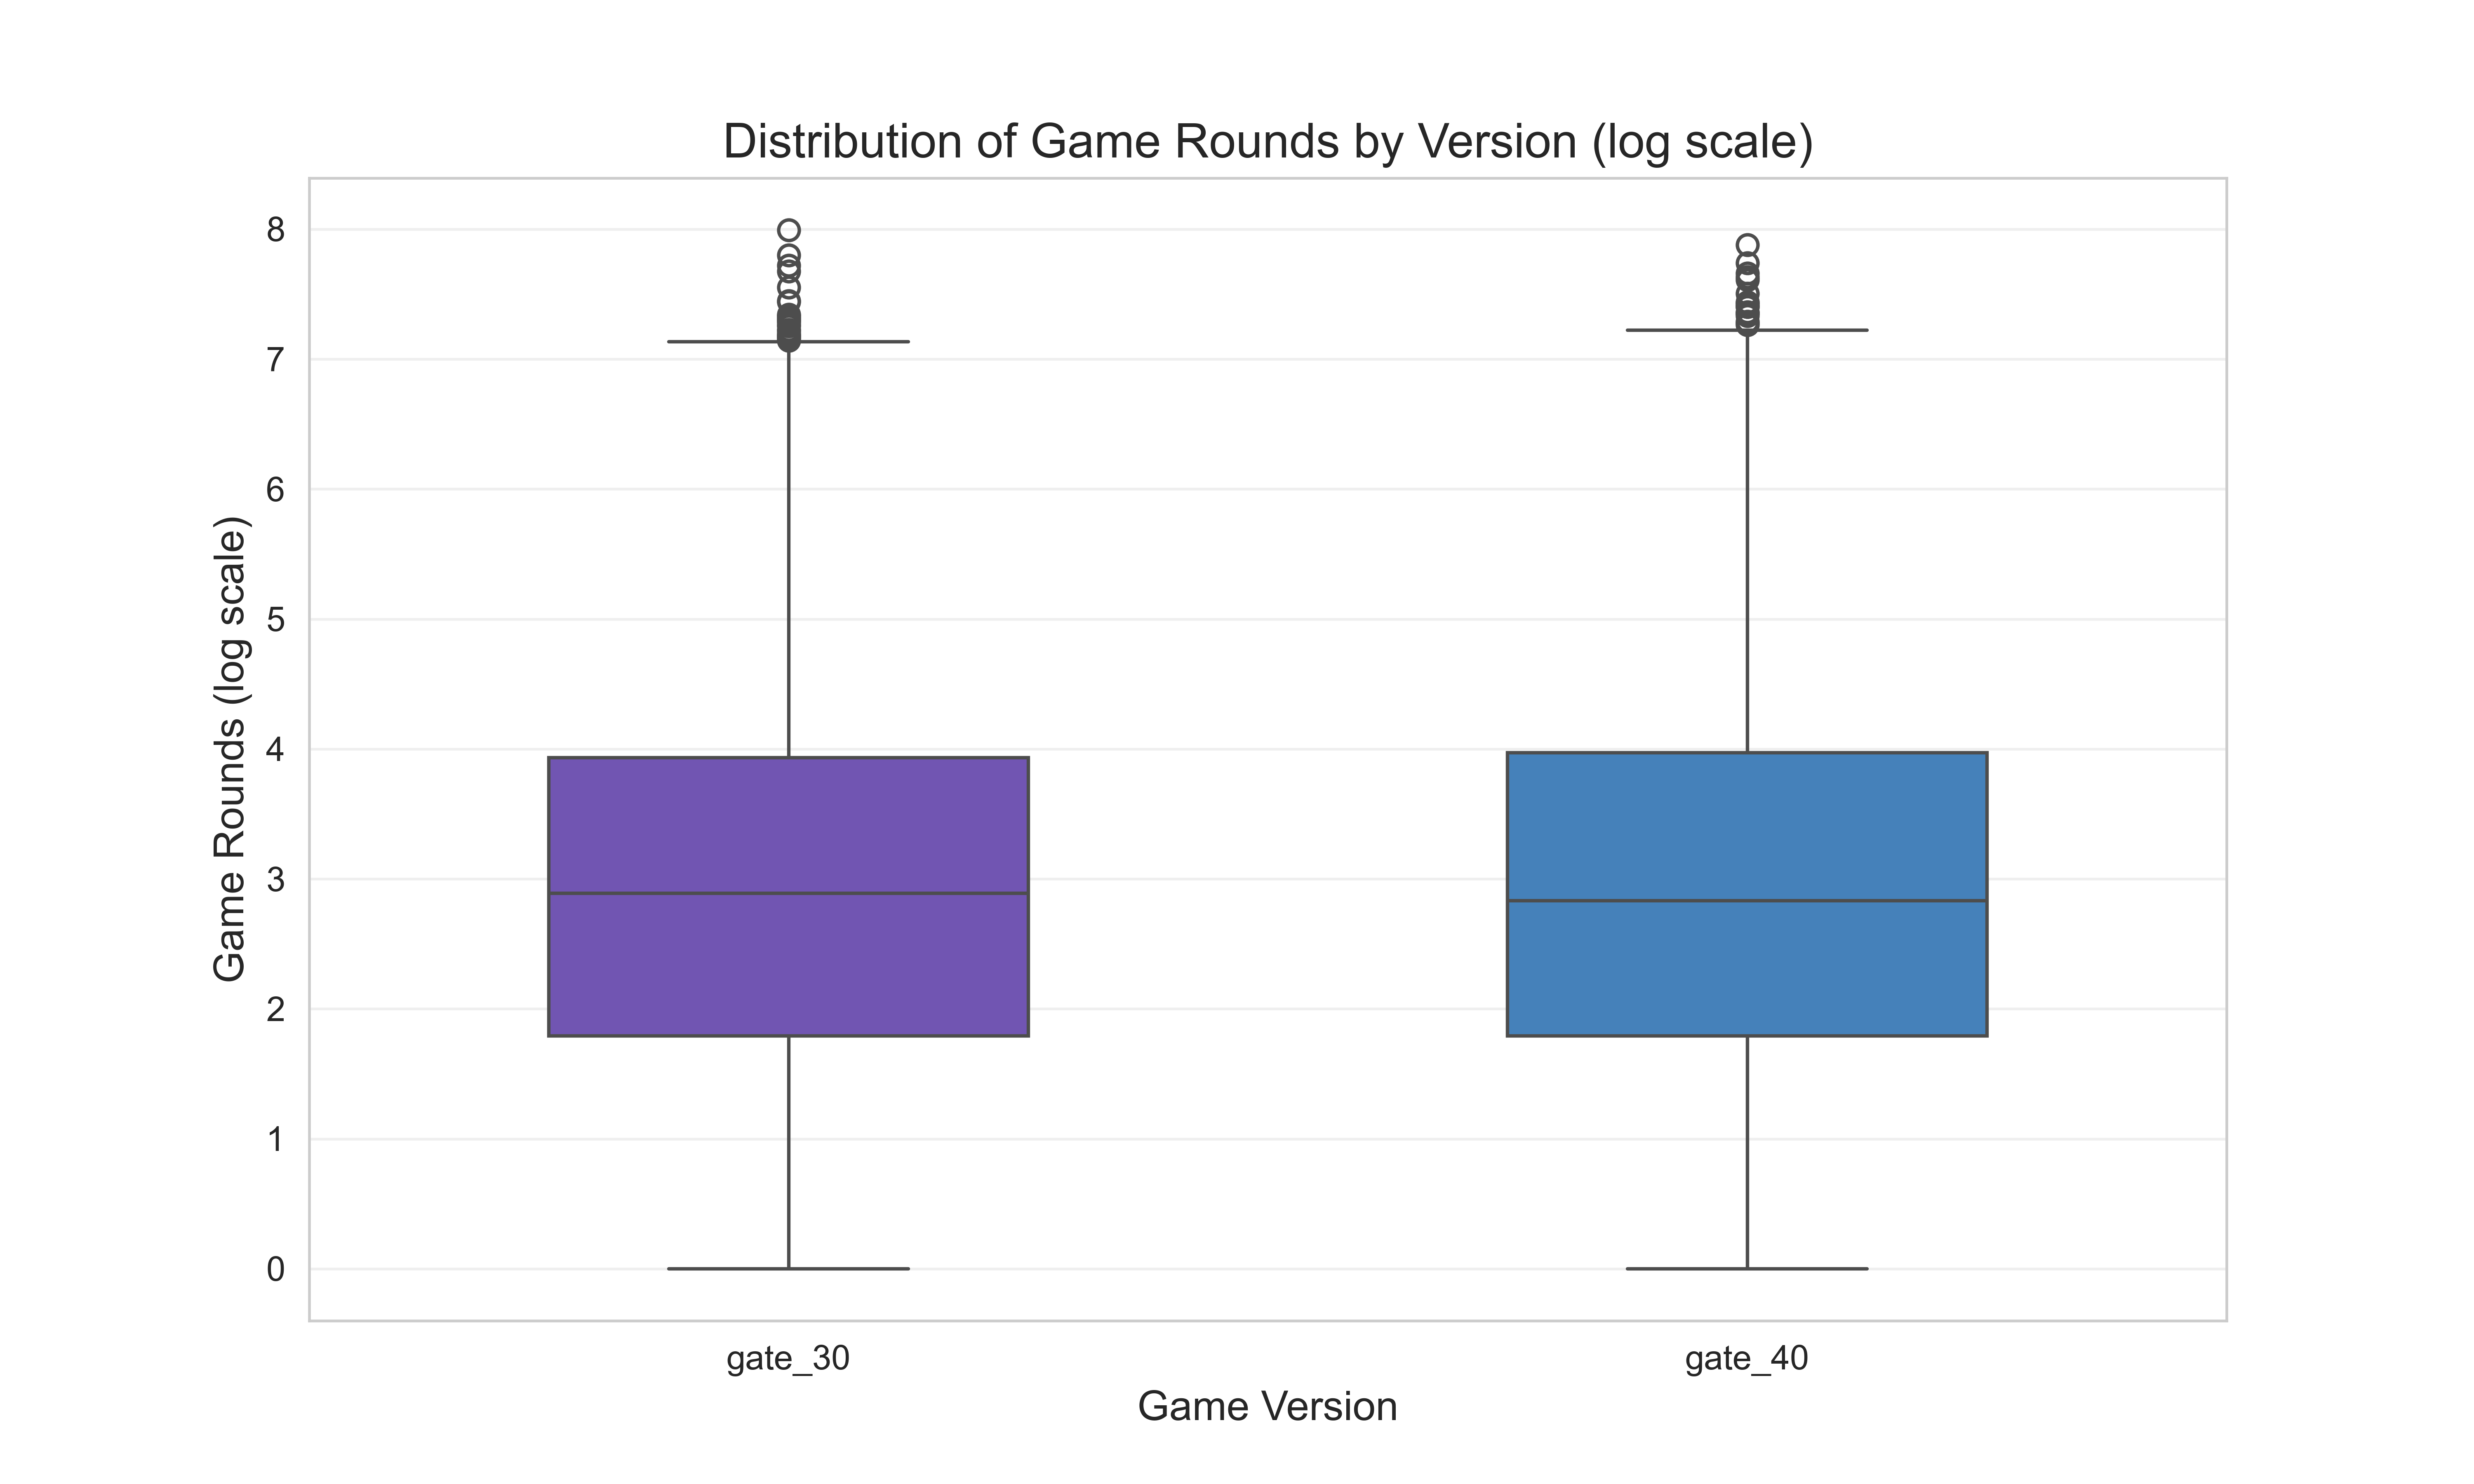 Distribution of Game Rounds by Version (log scale)
Game Rounds (log scale)
8
7
6
5
4
3
2
1
0
gate_30
gate_40
Game Version